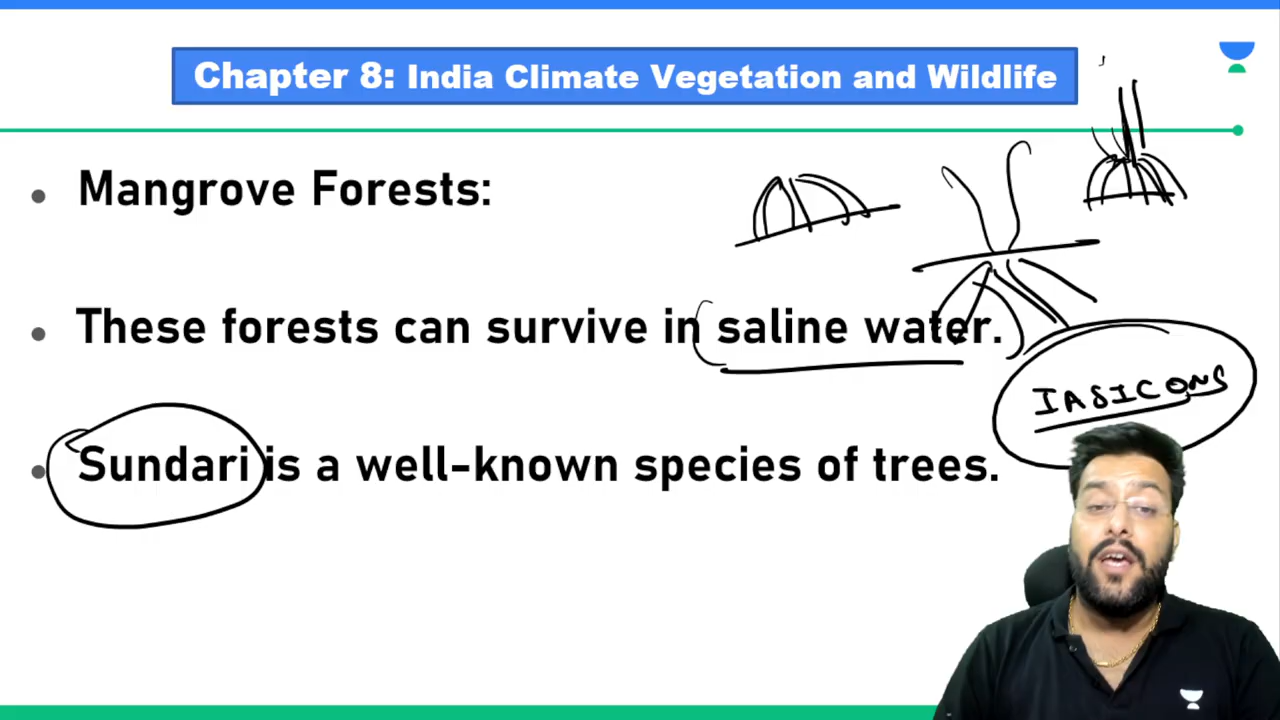 Chapter 8: India Climate Vegetation and Wildlife
• Mangrove Forests:
• These forests can survive in saline water.
IASICONS
• Sundari is a well-known species of trees.